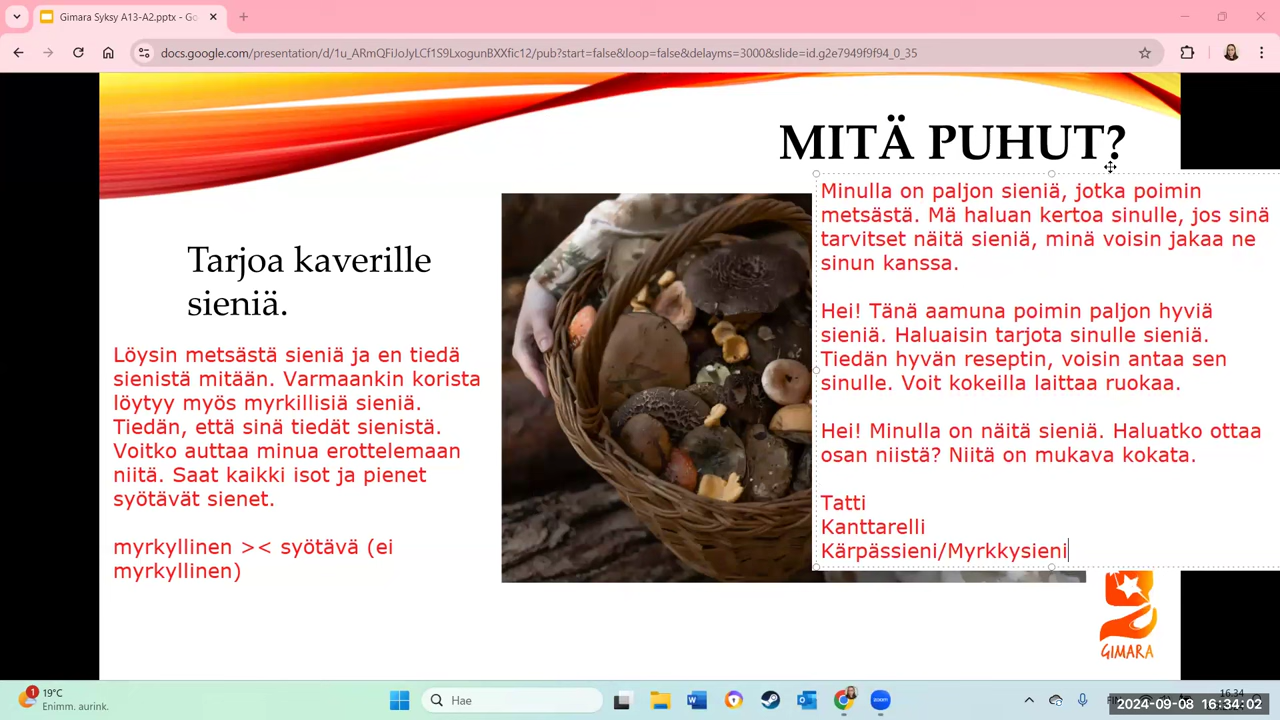 Gimara Syksy A13-A2.pptx - Go
docs.google.com/presentation/d/1u_ARmQFiJoJyLCf1S9LxogunBXXfic12/pub?start=false&loop=false&delayms=3000&slide=id.g2e7949f9f94_0_35
MITÄ PUHUT?
Tarjoa kaverille
sieniä.
Löysin metsästä sieniä ja en tiedä
sienistä mitään. Varmaankin korista
löytyy myös myrkillisiä sieniä.
Tiedän, että sinä tiedät sienistä.
Voitko auttaa minua erottelemaan
niitä. Saat kaikki isot ja pienet
syötävät sienet.
myrkyllinen >< syötävä (ei
myrkyllinen)
Minulla on paljon sieniä, jotka poimin
metsästä. Mä haluan kertoa sinulle, jos sinä
tarvitset näitä sieniä, minä voisin jakaa ne
sinun kanssa.
Hei! Tänä aamuna poimin paljon hyviä
sieniä. Haluaisin tarjota sinulle sieniä.
Tiedän hyvän reseptin, voisin antaa sen
sinulle. Voit kokeilla laittaa ruokaa.
Hei! Minulla on näitä sieniä. Haluatko ottaa
osan niistä? Niitä on mukava kokata.
Tatti
Kanttarelli
Kärpässieni/Myrkkysieni
GIMARA
1
19°C
Enimm. aurink.
Hae
16.34
2024-09-08 16:34:02